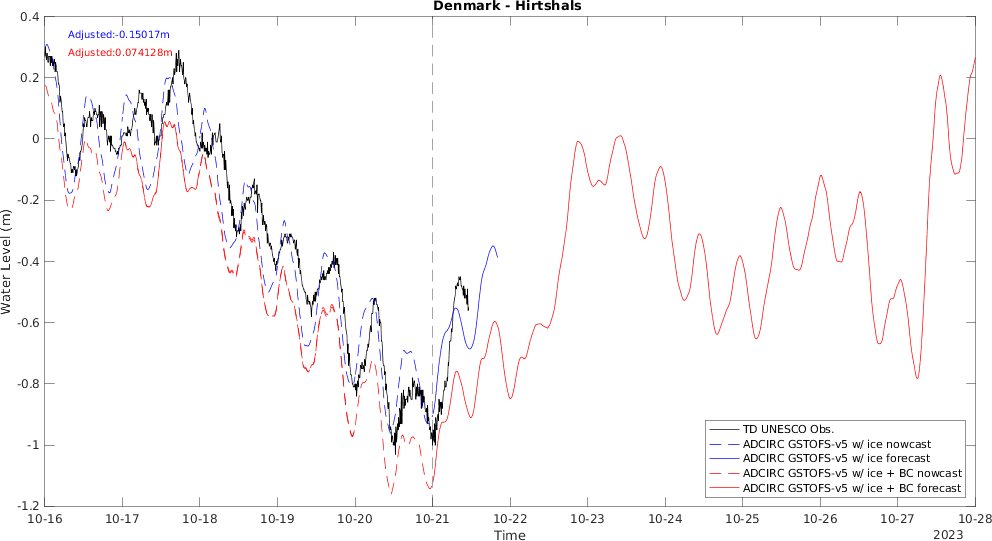 Denmark - Hirtshals
Adjusted:-0.15017m
Adjusted:0.074128m
Water Level (m)
0.4
0.2
0
-0.2
-0.4
-0.6
-0.8
-1
-1.2
TD UNESCO Obs.
ADCIRC GSTOFS-v5 w/ ice nowcast
ADCIRC GSTOFS-v5 w/ ice forecast
ADCIRC GSTOFS-v5 w/ ice + BC nowcast
ADCIRC GSTOFS-v5 w/ ice + BC forecast
10-16 10-17 10-18 10-19 10-20 10-21 10-22 10-23 10-24 10-25 10-26 10-27 10-28
Time
2023